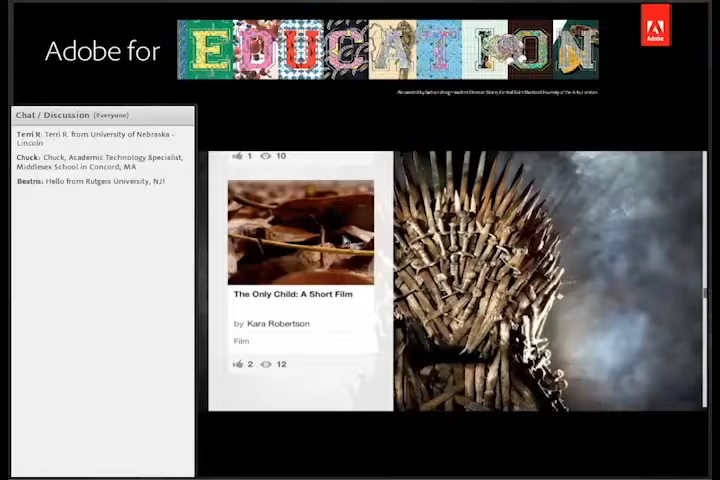 Adobe for EDUCATION
Adobe
Chat / Discussion (Everyone)
Terri R: Terri R. from University of Nebraska -
Lincoln
Chuck: Chuck, Academic Technology Specialist,
Middlesex School in Concord, MA
Beatris: Hello from Rutgers University, NJ!
1 10
The Only Child: A Short Film
by Kara Robertson
Film
2 12